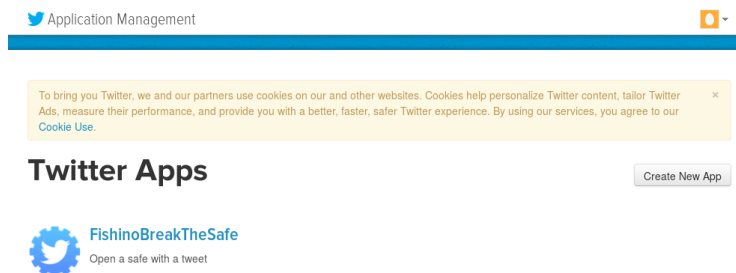 Application Management
To bring you Twitter, we and our partners use cookies on our and other websites. Cookies help personalize Twitter content, tailor Twitter
Ads, measure their performance, and provide you with a better, faster, safer Twitter experience. By using our services, you agree to our
Cookie Use.
×
Twitter Apps
Create New App
FishinoBreakTheSafe
Open a safe with a tweet